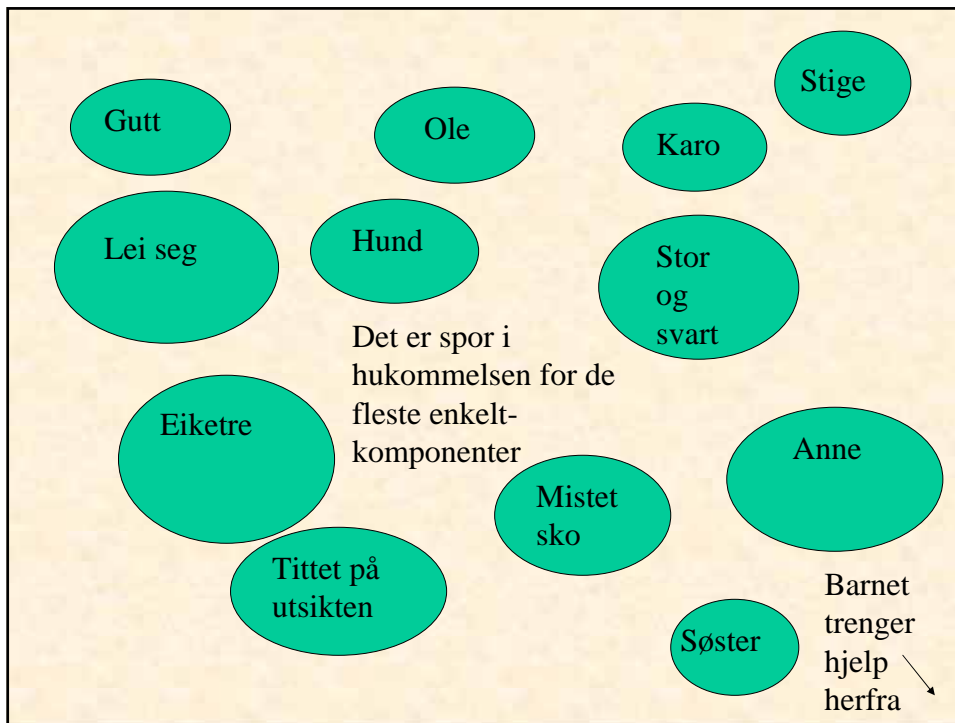 Stige
Gutt
Ole
Karo
Lei seg
Hund
Stor
og
svart
Det er spor i
hukommelsen for de
fleste enkelt-
komponenter
Eiketre
Anne
Mistet
sko
Tittet på
utsikten
Barnet
trenger
hjelp
herfra
Søster